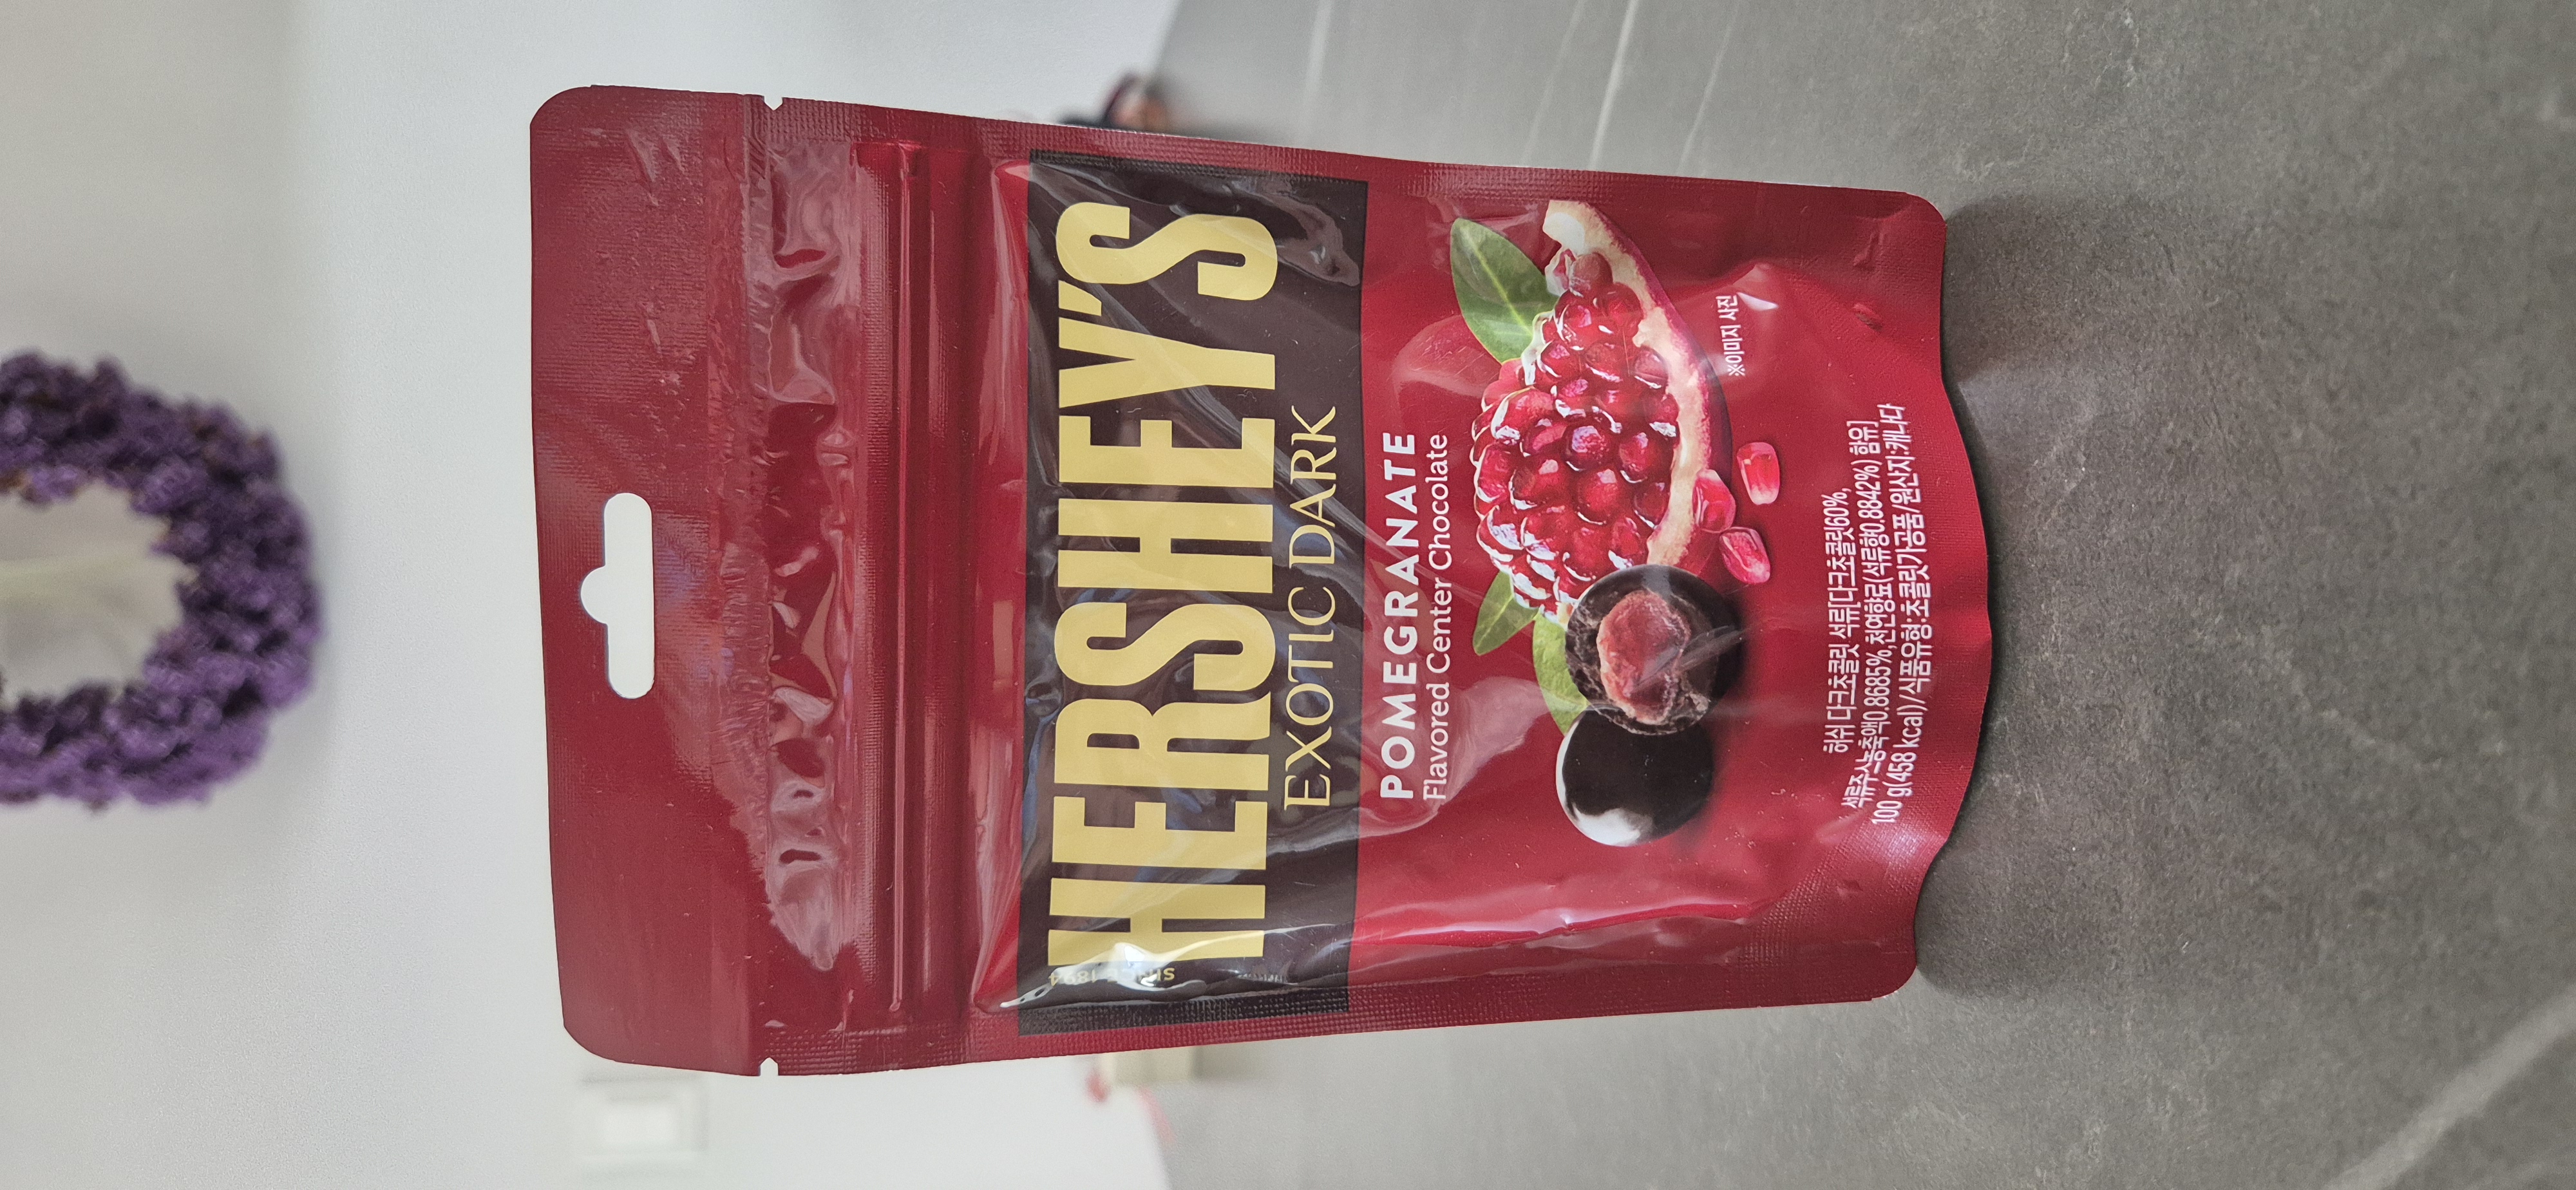 SINCE 1894
HERSHEY'S
EXOTIC DARK
POMEGRANATE
Flavored Center Chocolate
※이미지 사진
허쉬 다크초콜릿 석류[다크초콜릿60%,
석류주스농축액0.8685%,천연향료(석류향0.8842%) 함유]
100 g(458 kcal)/식품유형:초콜릿가공품/원산지:캐나다